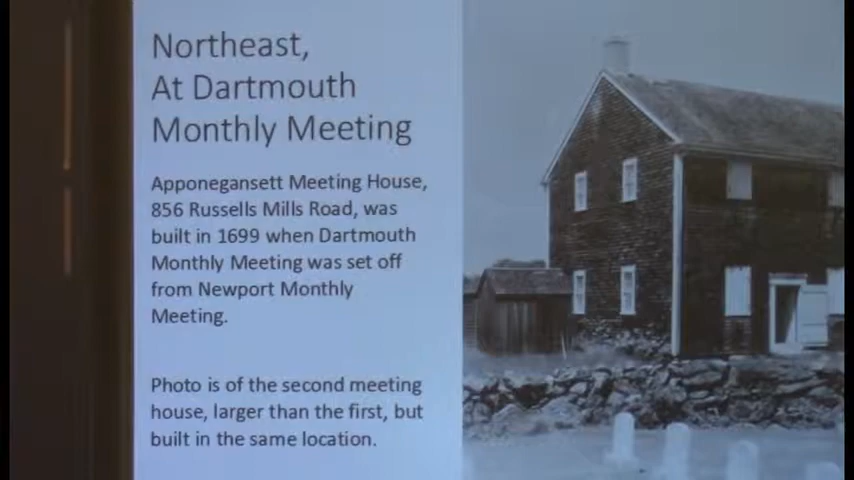 Northeast,
At Dartmouth
Monthly Meeting
Apponegansett Meeting House,
856 Russells Mills Road, was
built in 1699 when Dartmouth
Monthly Meeting was set off
from Newport Monthly
Meeting.
Photo is of the second meeting
house, larger than the first, but
built in the same location.